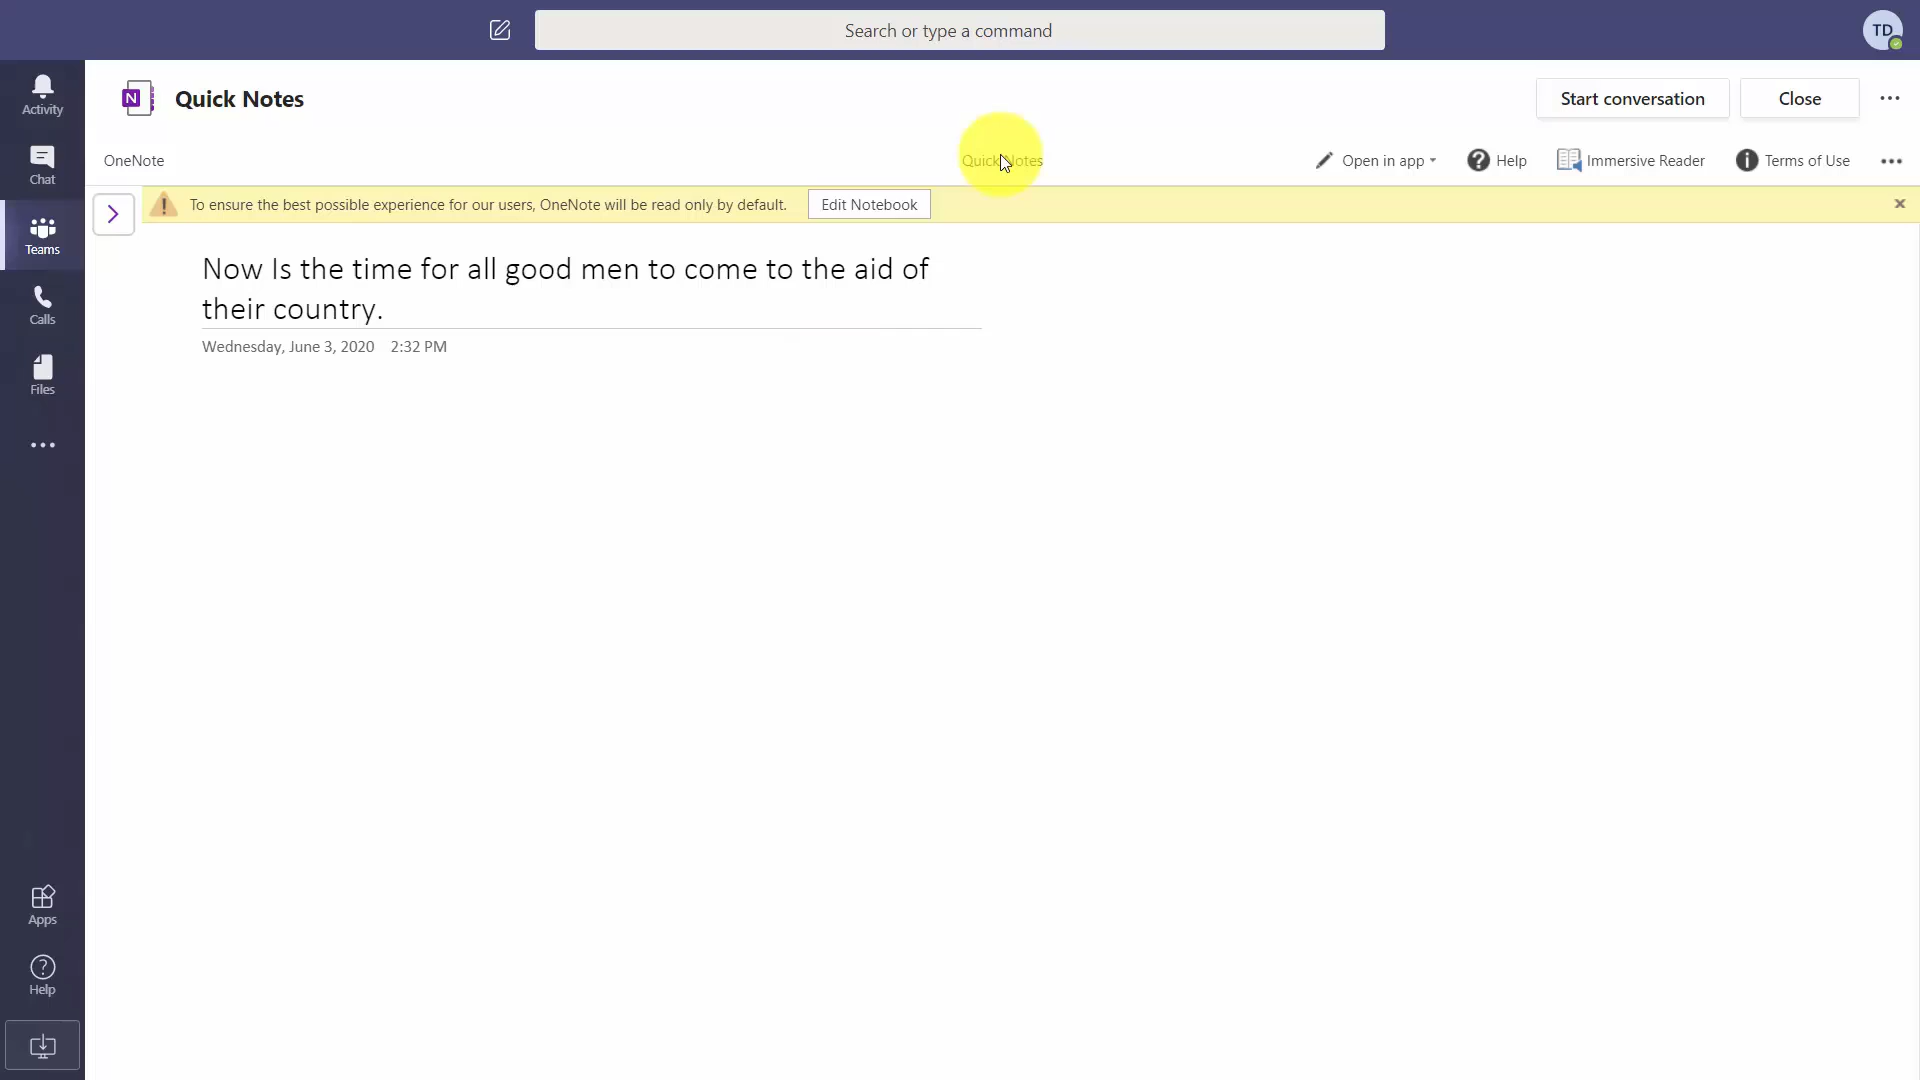 Search or type a command
TD
Activity
Chat
Teams
Calls
Files
Apps
Help
N
Quick Notes
Start conversation
Close
OneNote
Quick Notes
Open in app
Help
Immersive Reader
Terms of Use
To ensure the best possible experience for our users, OneNote will be read only by default.
Edit Notebook
Now Is the time for all good men to come to the aid of
their country.
Wednesday, June 3, 2020 2:32 PM